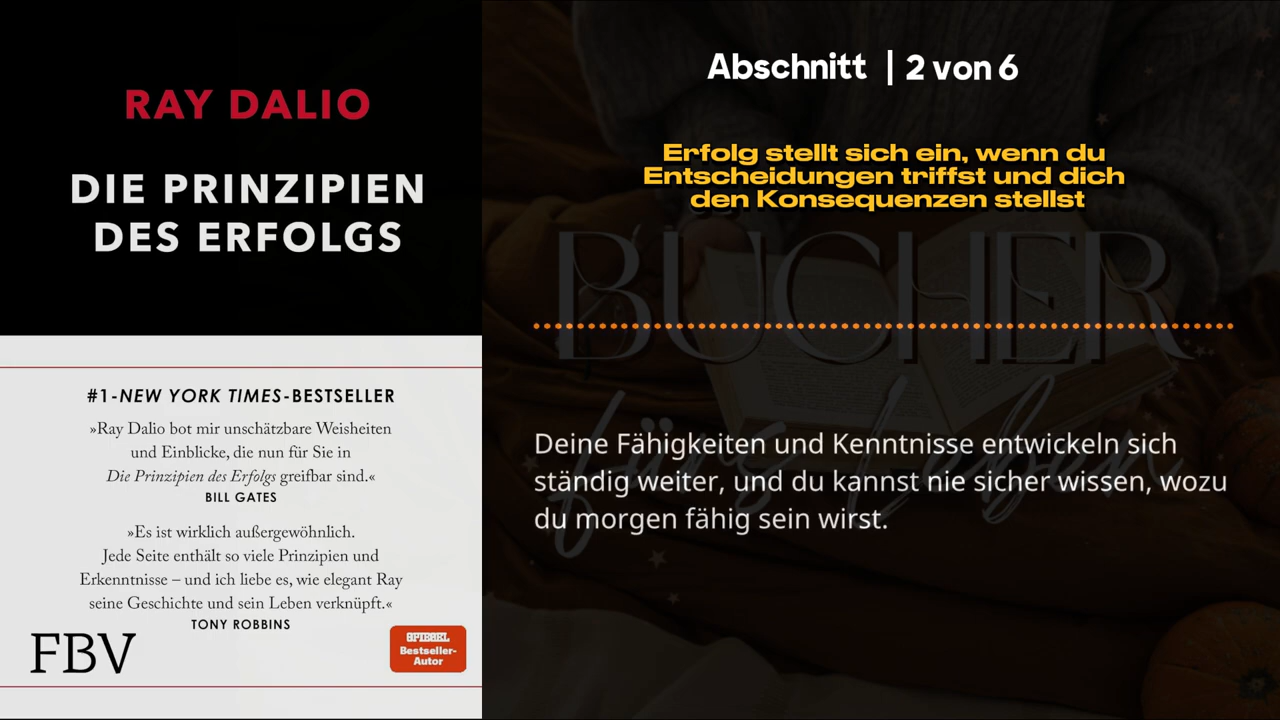 RAY DALIO
DIE PRINZIPIEN
DES ERFOLGS
#1-NEW YORK TIMES-BESTSELLER
»Ray Dalio bot mir unschätzbare Weisheiten
und Einblicke, die nun für Sie in
Die Prinzipien des Erfolgs greifbar sind.«
BILL GATES
»Es ist wirklich außergewöhnlich.
Jede Seite enthält so viele Prinzipien und
Erkenntnisse – und ich liebe es, wie elegant Ray
seine Geschichte und sein Leben verknüpft.«
TONY ROBBINS
FBV
SPIEGEL
Bestseller-
Autor
Abschnitt | 2 von 6
Erfolg stellt sich ein, wenn du
Entscheidungen triffst und dich
den Konsequenzen stellst
BÜCHER
fürs Leben
Deine Fähigkeiten und Kenntnisse entwickeln sich
ständig weiter, und du kannst nie sicher wissen, wozu
du morgen fähig sein wirst.